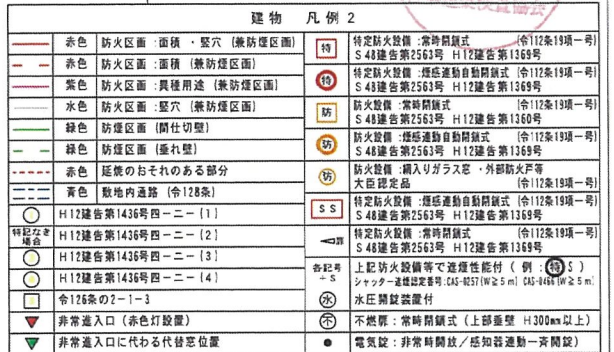 建物 凡例2
赤色 防火区画:面積・竪穴(兼防煙区画)
赤色 防火区画:面積(兼防煙区画)
紫色 防火区画:異種用途(兼防煙区画)
水色 防火区画:竪穴(兼防煙区画)
緑色 防煙区画(間仕切壁)
緑色 防煙区画(垂れ壁)
赤色 延焼のおそれのある部分
青色 敷地内通路(令128条)
H12建告第1436号四ー二ー(1)
特記なき場合 H12建告第1436号四ー二ー(2)
H12建告第1436号四ー二ー(3)
H12建告第1436号四ー二ー(4)
令126条の2-1-3
非常進入口(赤色灯設置)
非常進入口に代わる代替窓位置
特 特定防火設備:常時閉鎖式 (令112条19項一号)
S48建告第2563号 H12建告第1369号
特 特定防火設備:煙感連動自動閉鎖式 (令112条19項一号)
S48建告第2563号 H12建告第1369号
防 防火設備:常時閉鎖式 (令112条19項一号)
S48建告第2563号 H12建告第1360号
防 防火設備:煙感連動自動閉鎖式 (令112条19項一号)
S48建告第2563号 H12建告第1369号
防 防火設備:網入りガラス窓・外部防火戸等
大臣認定品 (令112条19項一号)
SS 特定防火設備:煙感連動自動閉鎖式 (令112条19項一号)
S48建告第2563号 H12建告第1369号
扉 特定防火設備:常時閉鎖式 (令112条19項一号)
S48建告第2563号 H12建告第1369号
各記号+S 上記防火設備等で遮煙性能付(例:特S)
シャッター遮煙認定番号:CAS-0257(W≧5m) CAS-0466(W≧5m)
水 水圧開錠装置付
不 不燃扉:常時閉鎖式(上部垂壁 H300mm以上)
電気錠:非常時開放/感知器連動一斉開錠)